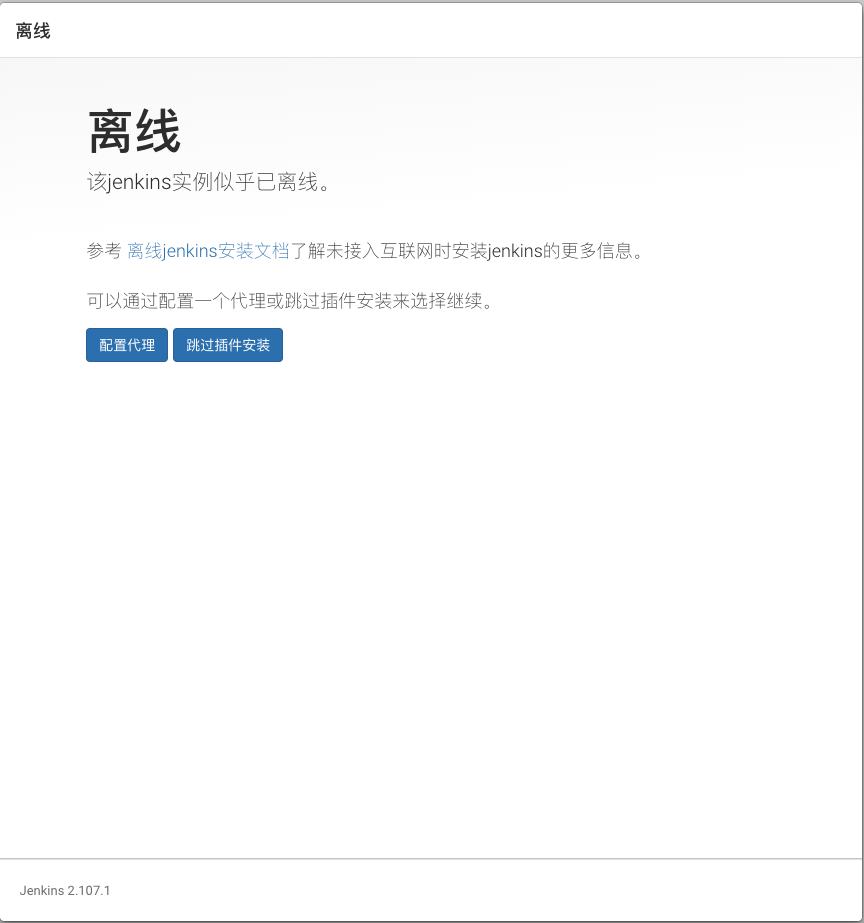 离线
离线
该jenkins实例似乎已离线。
参考 离线jenkins安装文档了解未接入互联网时安装jenkins的更多信息。
可以通过配置一个代理或跳过插件安装来选择继续。
配置代理 跳过插件安装
Jenkins 2.107.1